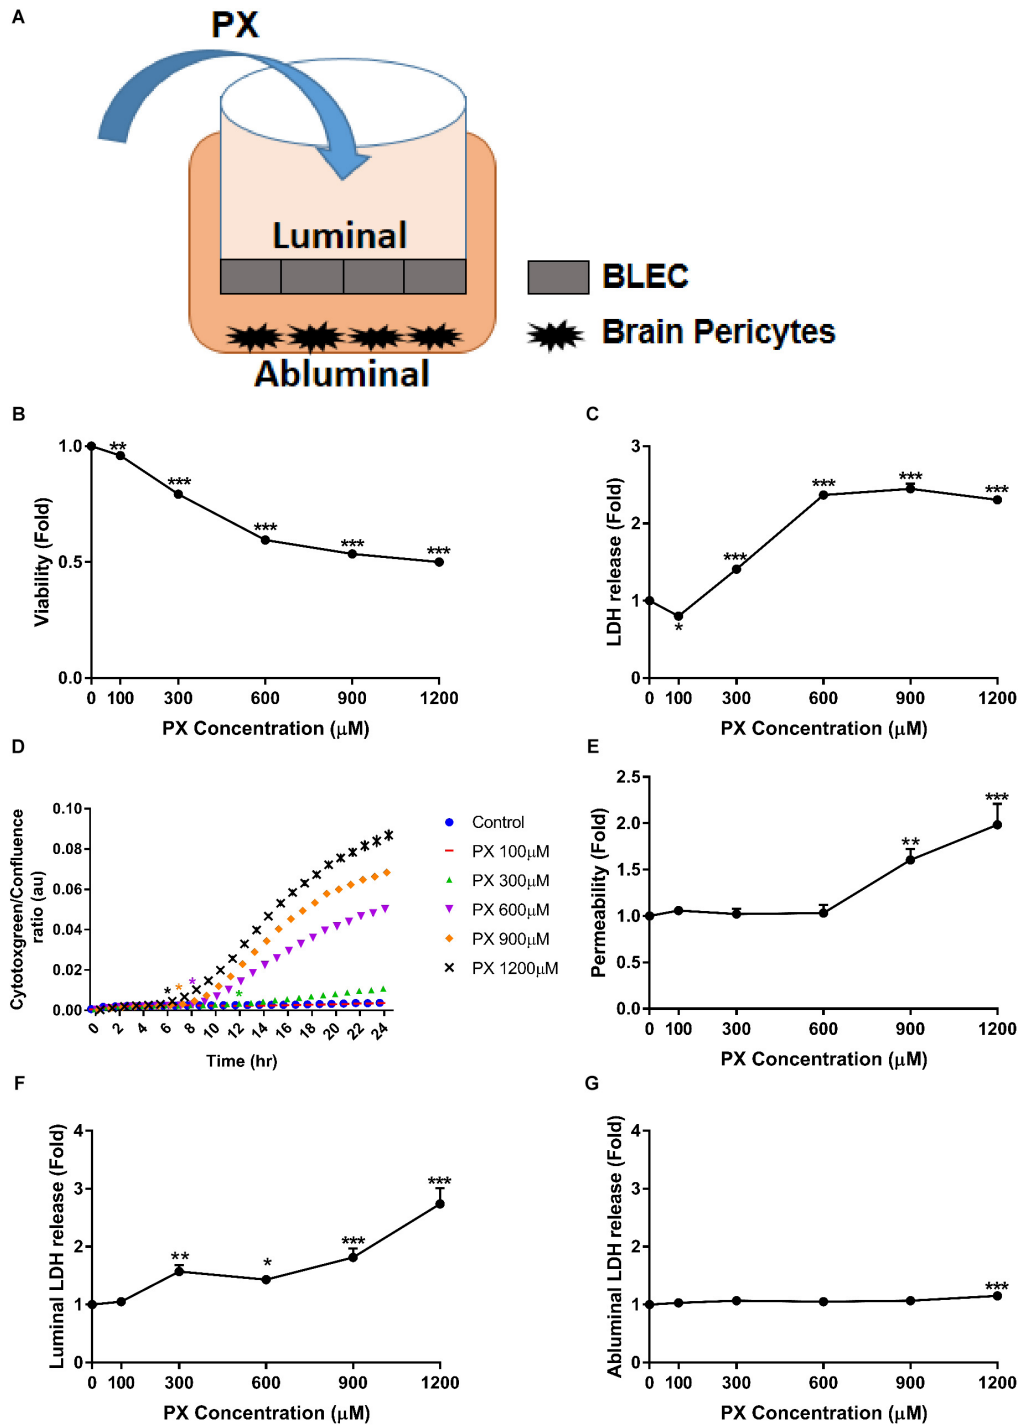 A
PX
Luminal
BLEC
Brain Pericytes
Abluminal
B
Viability (Fold)
1.0
0.5
0.0
** *** *** *** ***
0 100 300 600 900 1200
PX Concentration (μM)
C
LDH release (Fold)
3
2
1
0
* *** *** *** ***
0 100 300 600 900 1200
PX Concentration (μM)
D
Cytotoxgreen/Confluence
ratio (au)
0.10
0.08
0.06
0.04
0.02
0.00
* * * *
0 2 4 6 8 10 12 14 16 18 20 22 24
Time (hr)
Control
PX 100μM
PX 300μM
PX 600μM
PX 900μM
PX 1200μM
E
Permeability (Fold)
2.5
2.0
1.5
1.0
0.5
0.0
** ***
0 100 300 600 900 1200
PX Concentration (μM)
F
Luminal LDH release (Fold)
4
3
2
1
0
** * *** ***
0 100 300 600 900 1200
PX Concentration (μM)
G
Abluminal LDH release (Fold)
4
3
2
1
0
***
0 100 300 600 900 1200
PX Concentration (μM)